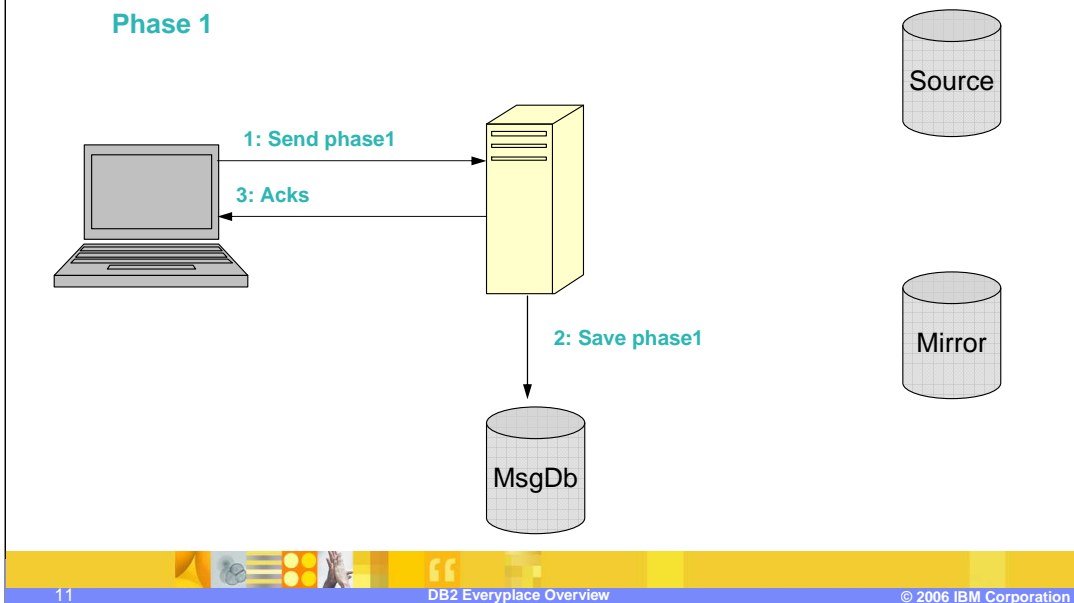 Phase 1
Source
1: Send phase1
3: Acks
2: Save phase1
Mirror
MsgDb
11
DB2 Everyplace Overview
© 2006 IBM Corporation